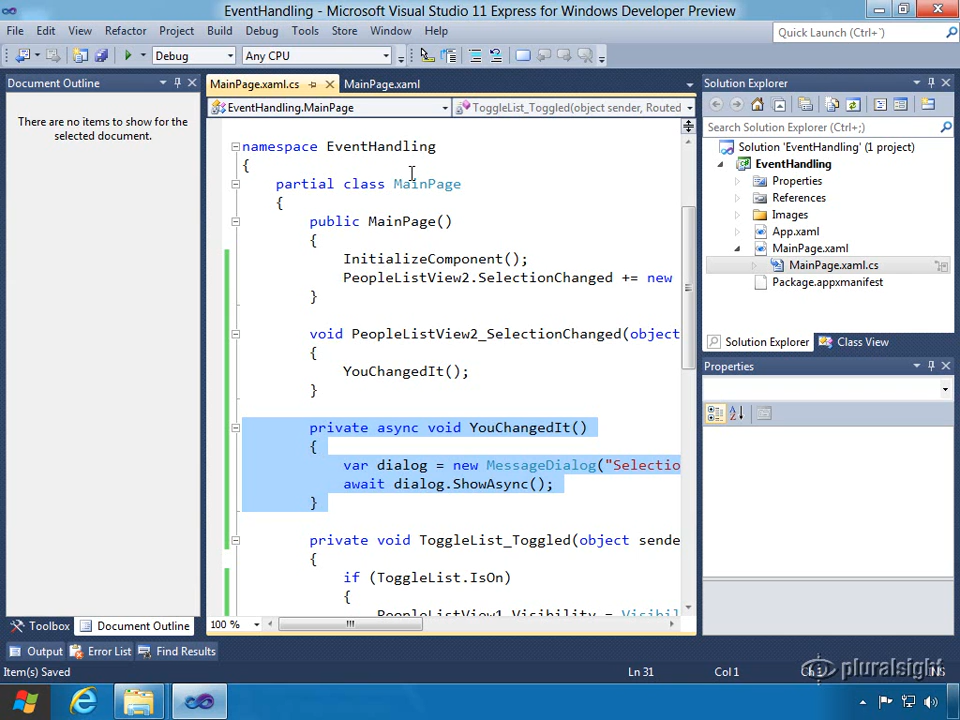 EventHandling - Microsoft Visual Studio 11 Express for Windows Developer Preview
File Edit View Refactor Project Build Debug Tools Store Window Help
Quick Launch (Ctrl+`)
Debug
Any CPU
Document Outline
MainPage.xaml.cs
MainPage.xaml
Solution Explorer
EventHandling.MainPage
ToggleList_Toggled(object sender, Routed
There are no items to show for the
selected document.
Search Solution Explorer (Ctrl+;)
Solution 'EventHandling' (1 project)
EventHandling
Properties
References
Images
App.xaml
MainPage.xaml
MainPage.xaml.cs
Package.appxmanifest
Solution Explorer
Class View
Properties
namespace EventHandling
{
partial class MainPage
{
public MainPage()
{
InitializeComponent();
PeopleListView2.SelectionChanged += new
}
void PeopleListView2_SelectionChanged(object
{
YouChangedIt();
}
private async void YouChangedIt()
{
var dialog = new MessageDialog("Selectio
await dialog.ShowAsync();
}
private void ToggleList_Toggled(object sende
{
if (ToggleList.IsOn)
{
PeopleListView1.Visibility = Visibil
100 %
Toolbox
Document Outline
Output
Error List
Find Results
Item(s) Saved
Ln 31
Col 1
Ch 1
INS
pluralsight